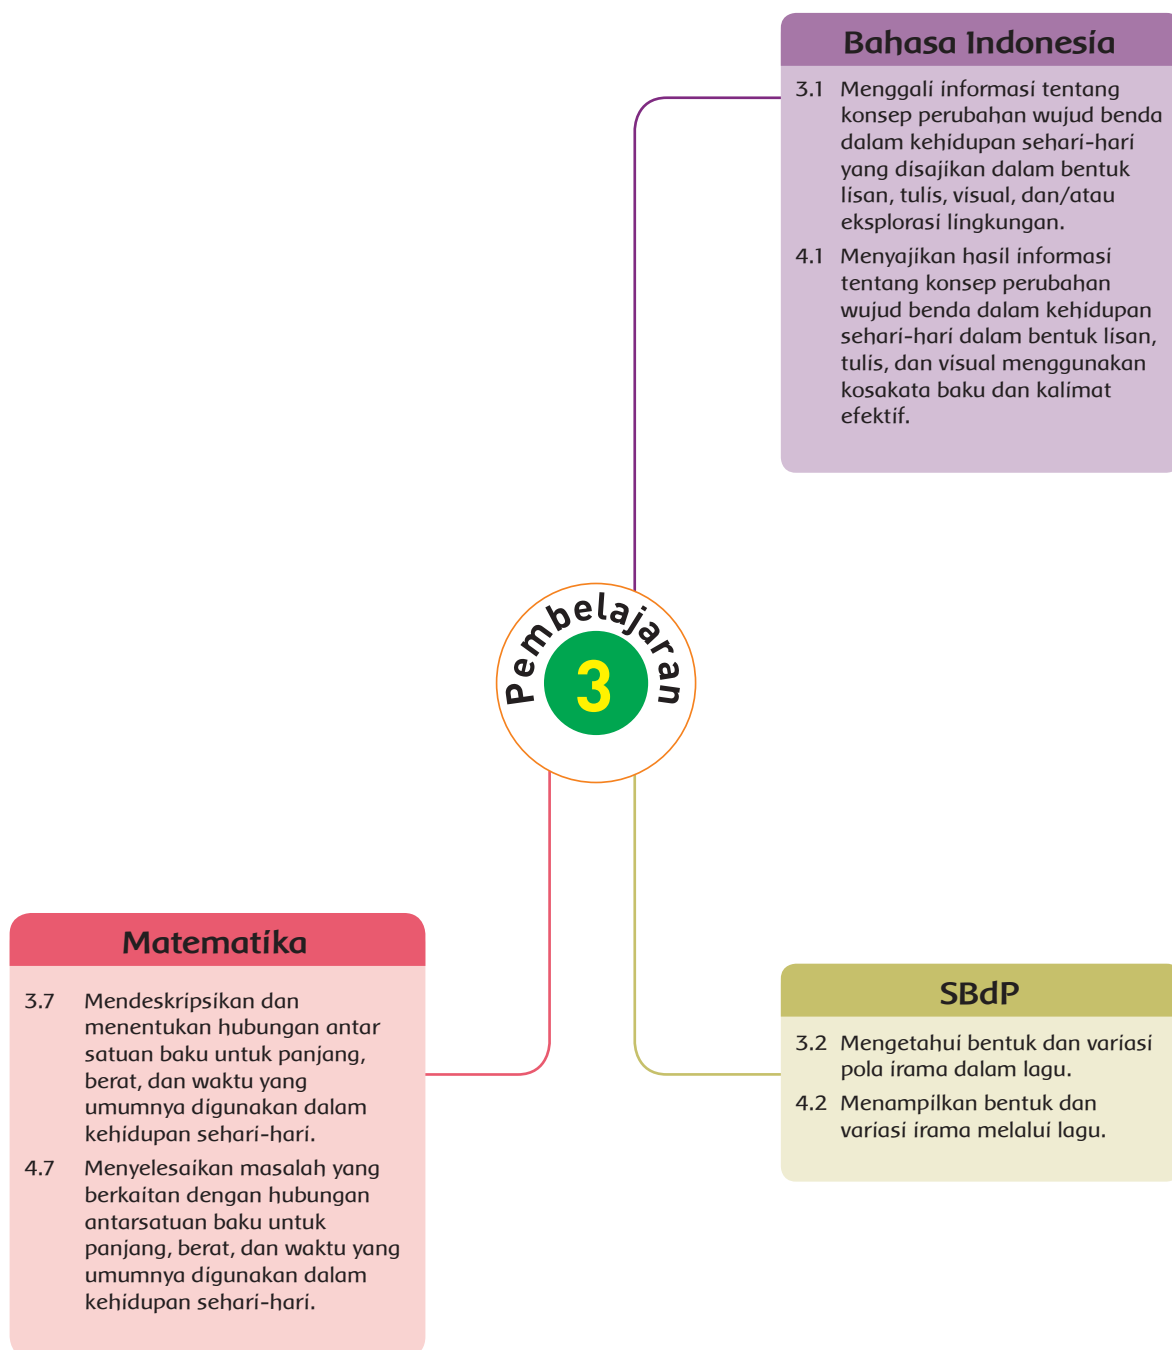 Bahasa Indonesia
3.1 Menggali informasi tentang
konsep perubahan wujud benda
dalam kehidupan sehari-hari
yang disajikan dalam bentuk
lisan, tulis, visual, dan/atau
eksplorasi lingkungan.
4.1 Menyajikan hasil informasi
tentang konsep perubahan
wujud benda dalam kehidupan
sehari-hari dalam bentuk lisan,
tulis, dan visual menggunakan
kosakata baku dan kalimat
efektif.
Pembelajaran
3
Matematika
3.7 Mendeskripsikan dan
menentukan hubungan antar
satuan baku untuk panjang,
berat, dan waktu yang
umumnya digunakan dalam
kehidupan sehari-hari.
4.7 Menyelesaikan masalah yang
berkaitan dengan hubungan
antarsatuan baku untuk
panjang, berat, dan waktu yang
umumnya digunakan dalam
kehidupan sehari-hari.
SBdP
3.2 Mengetahui bentuk dan variasi
pola irama dalam lagu.
4.2 Menampilkan bentuk dan
variasi irama melalui lagu.